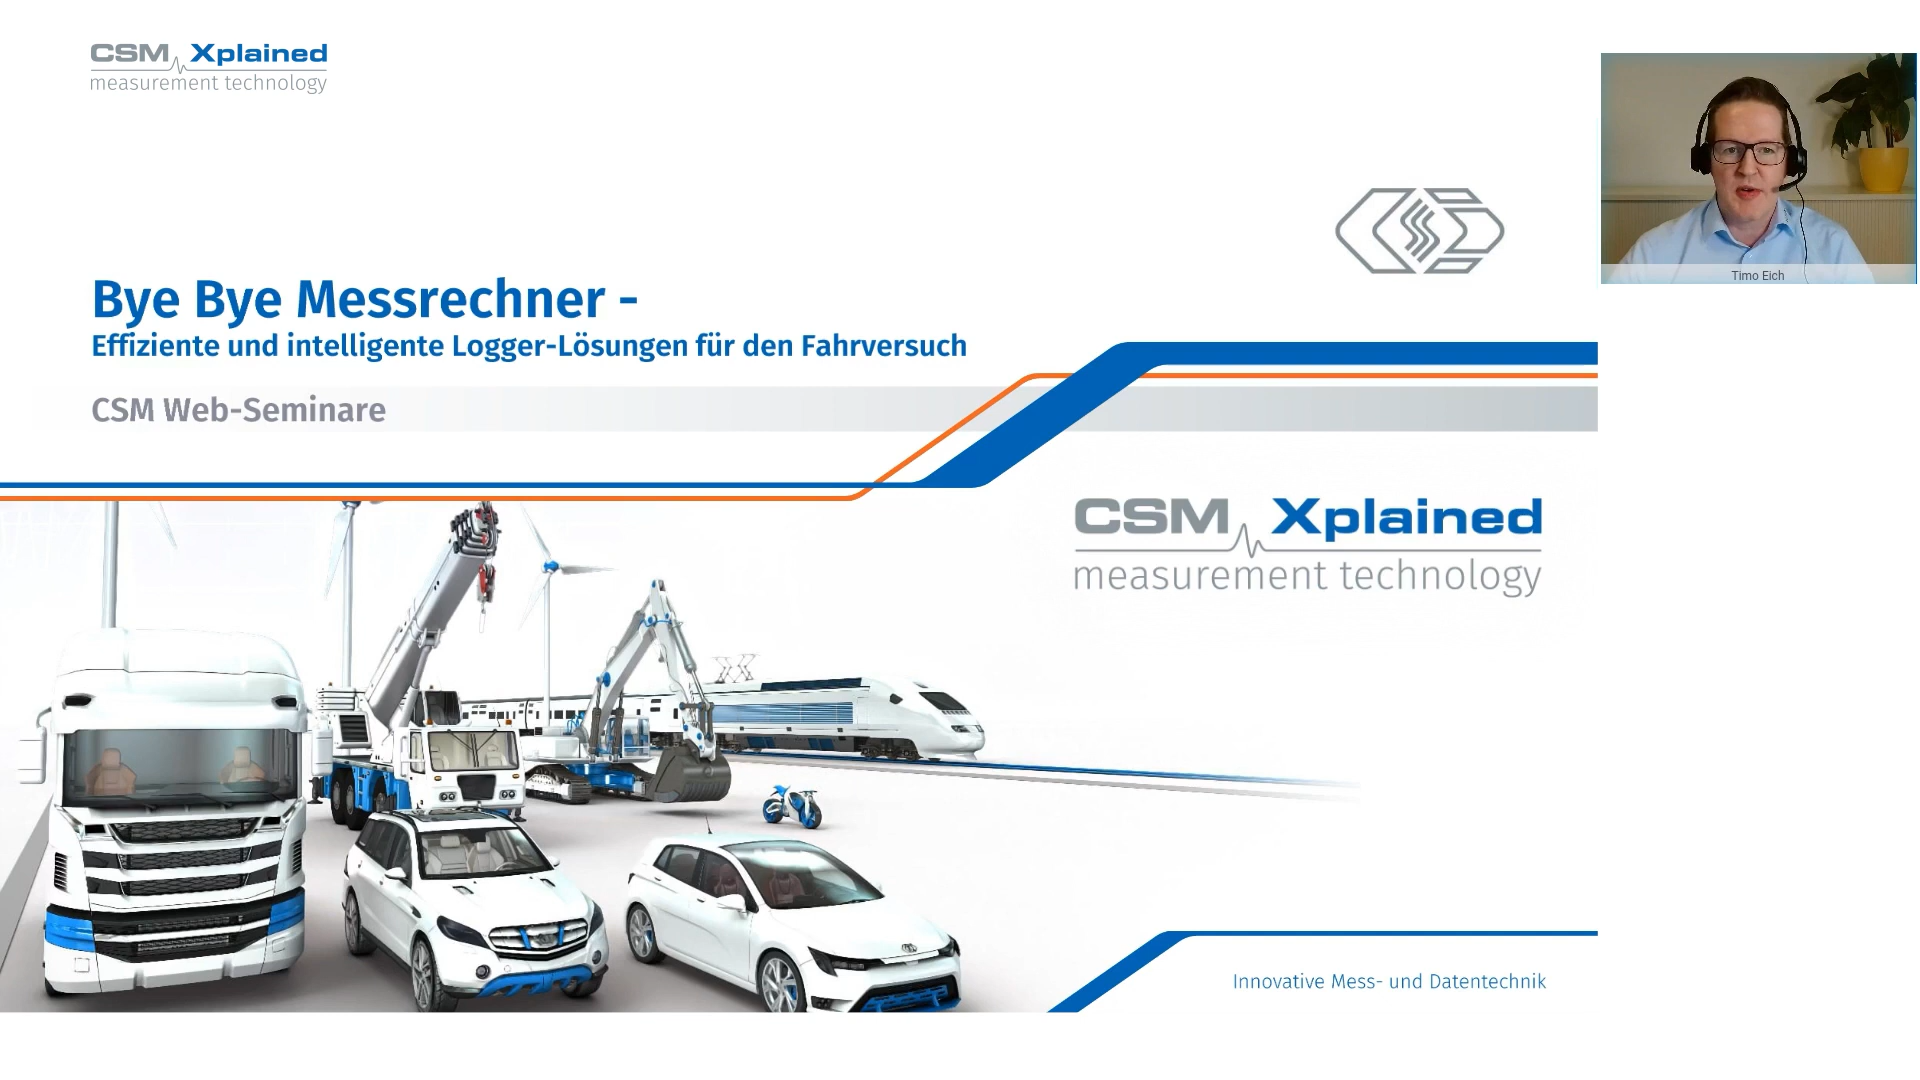 CSM Xplained
measurement technology
Timo Eich
Bye Bye Messrechner -
Effiziente und intelligente Logger-Lösungen für den Fahrversuch
CSM Web-Seminare
CSM Xplained
measurement technology
Innovative Mess- und Datentechnik